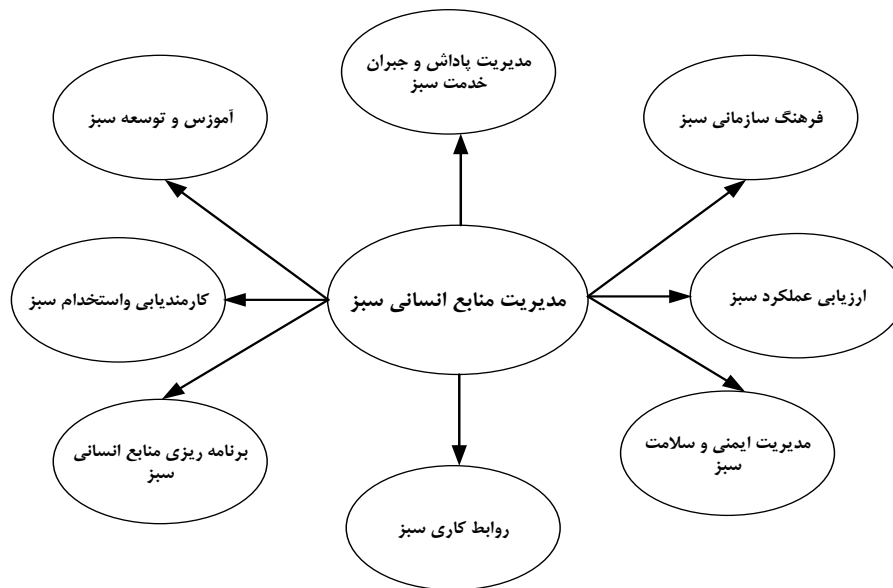 مدیریت پاداش و جبران
خدمت سبز
فرهنگ سازمانی سبز
آموزس و توسعه سبز
مدیریت منابع انسانی سبز
ارزیابی عملکرد سبز
کارمندیابی واستخدام سبز
مدیریت ایمنی و سلامت
سبز
برنامه ریزی منابع انسانی
سبز
روابط کاری سبز